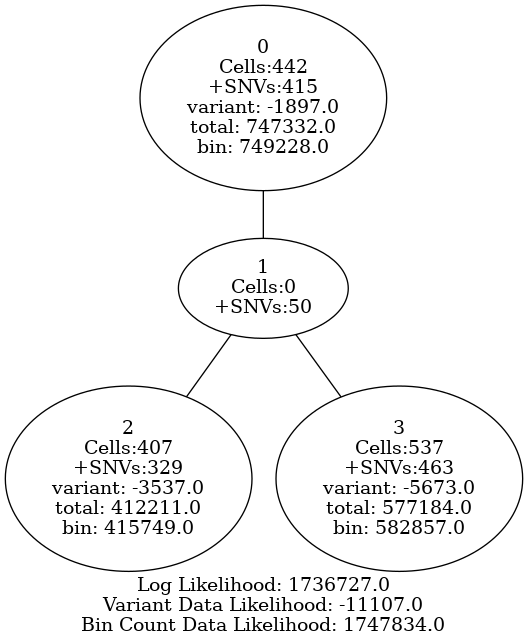 0
Cells:442
+SNVs:415
variant: -1897.0
total: 747332.0
bin: 749228.0
1
Cells:0
+SNVs:50
2
Cells:407
+SNVs:329
variant: -3537.0
total: 412211.0
bin: 415749.0
3
Cells:537
+SNVs:463
variant: -5673.0
total: 577184.0
bin: 582857.0
Log Likelihood: 1736727.0
Variant Data Likelihood: -11107.0
Bin Count Data Likelihood: 1747834.0